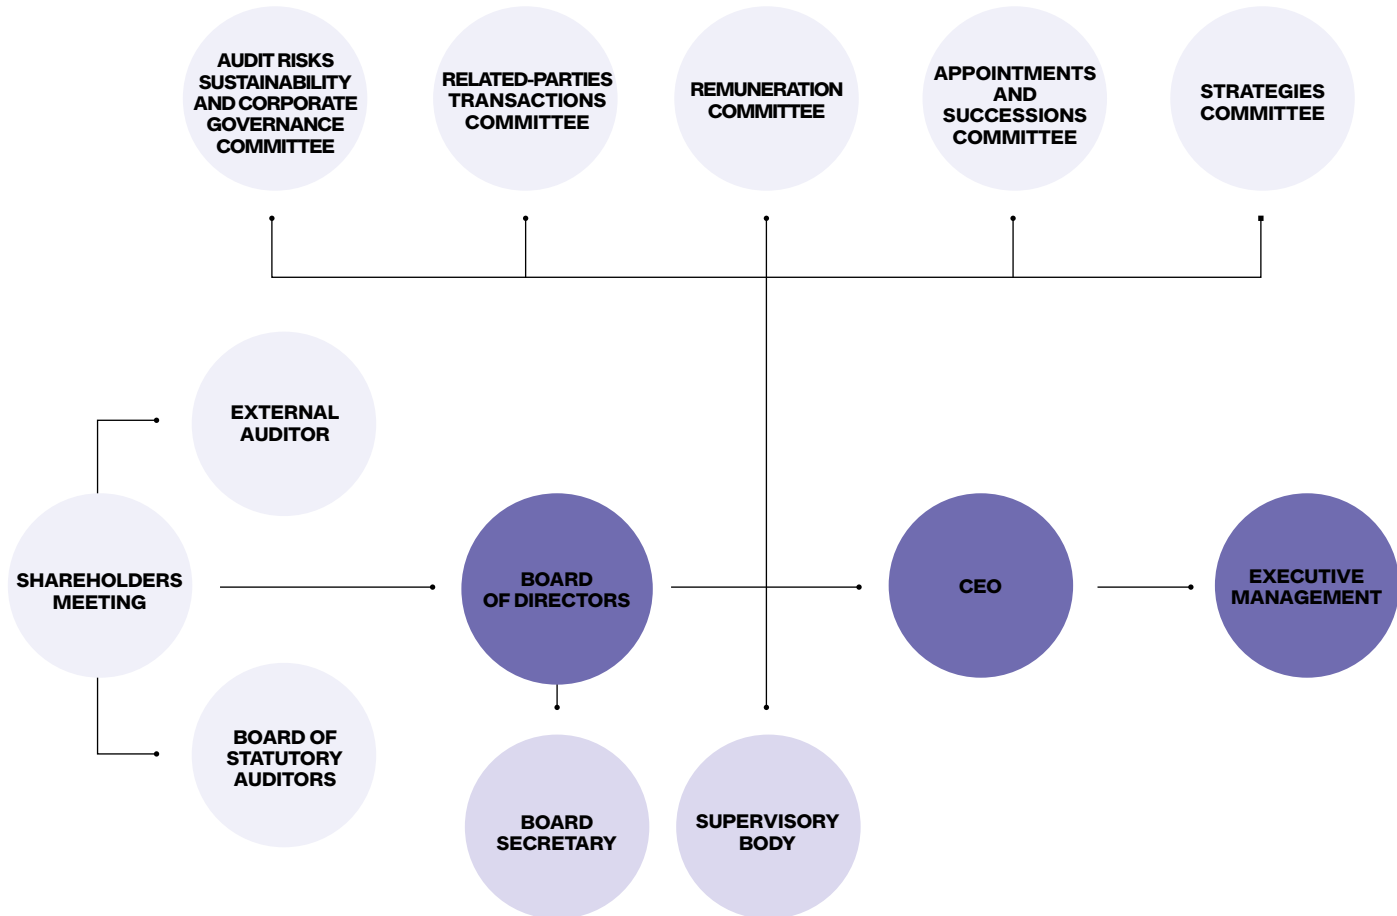 AUDIT RISKS
SUSTAINABILITY
AND CORPORATE
GOVERNANCE
COMMITTEE
RELATED-PARTIES
TRANSACTIONS
COMMITTEE
REMUNERATION
COMMITTEE
APPOINTMENTS
AND
SUCCESSIONS
COMMITTEE
STRATEGIES
COMMITTEE
EXTERNAL
AUDITOR
SHAREHOLDERS
MEETING
BOARD
OF DIRECTORS
CEO
EXECUTIVE
MANAGEMENT
BOARD OF
STATUTORY
AUDITORS
BOARD
SECRETARY
SUPERVISORY
BODY